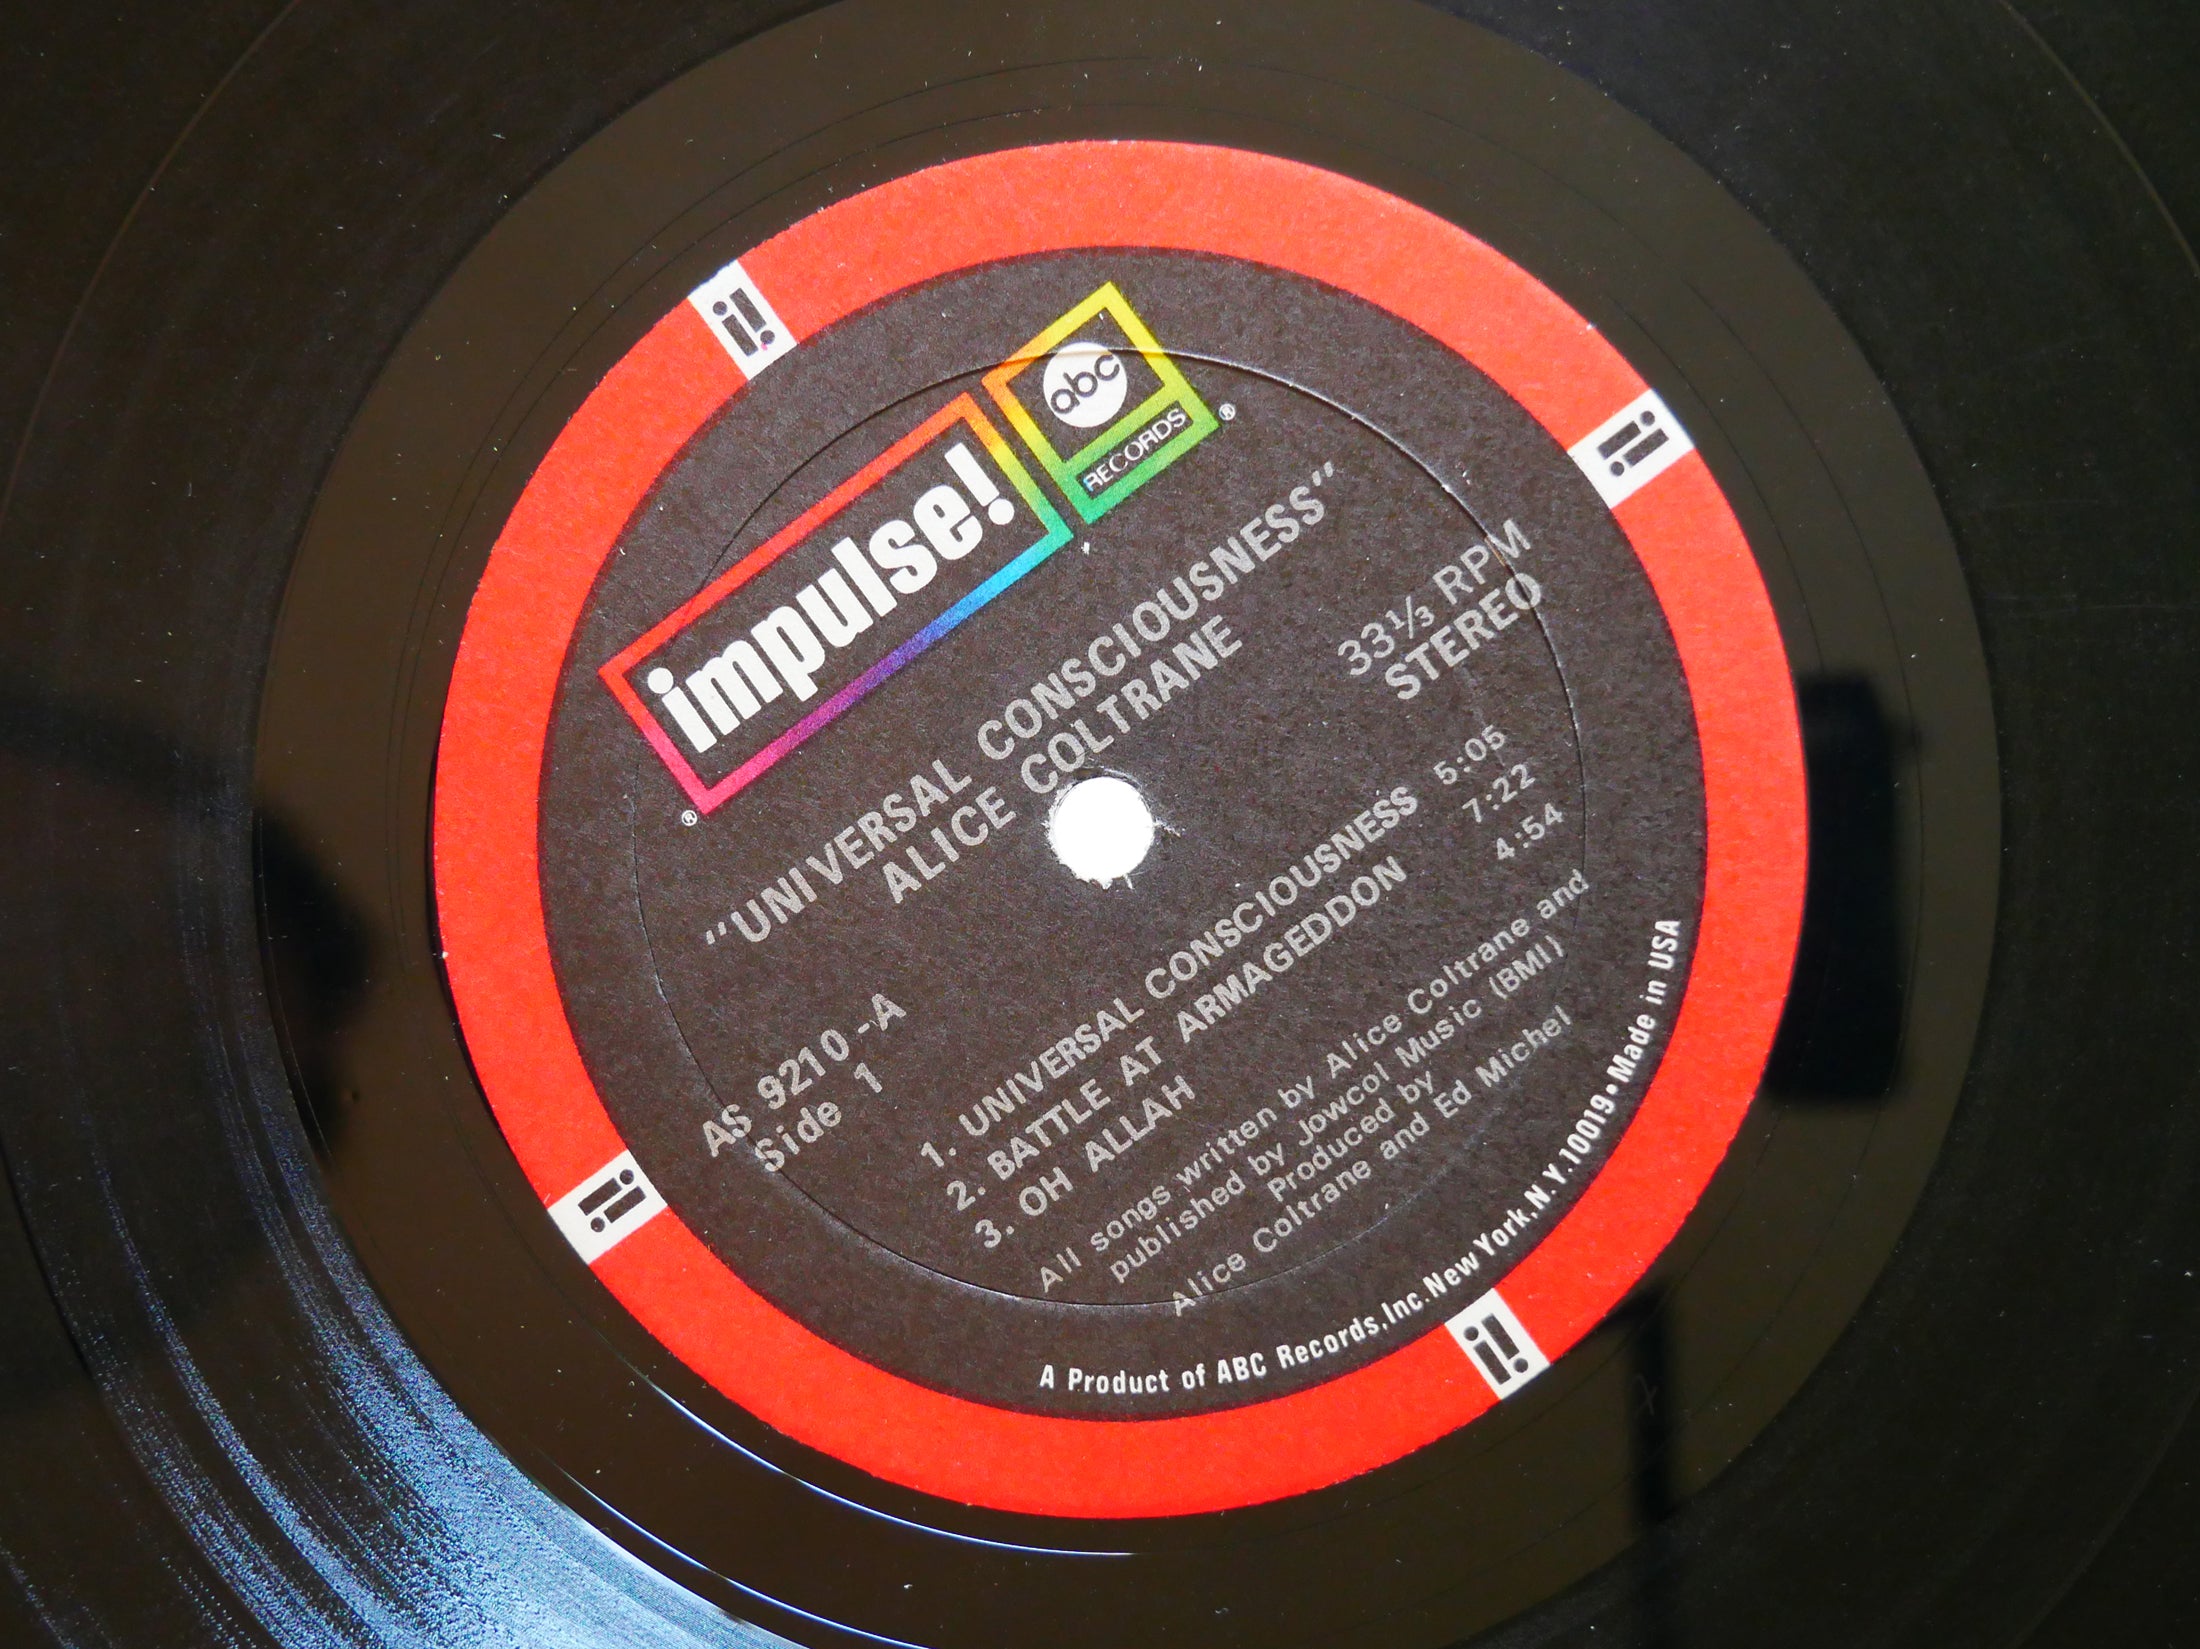 impulse!®
abc
RECORDS®
"UNIVERSAL CONSCIOUSNESS"
ALICE COLTRANE
33⅓ RPM
STEREO
AS 9210-A
Side 1
1. UNIVERSAL CONSCIOUSNESS 5:05
2. BATTLE AT ARMAGEDDON 7:22
3. OH ALLAH 4:54
All songs written by Alice Coltrane and
published by Jowcol Music (BMI)
Produced by
Alice Coltrane and Ed Michel
A Product of ABC Records,Inc.New York,N.Y.10019•Made in USA
i!
i!
i!
i!